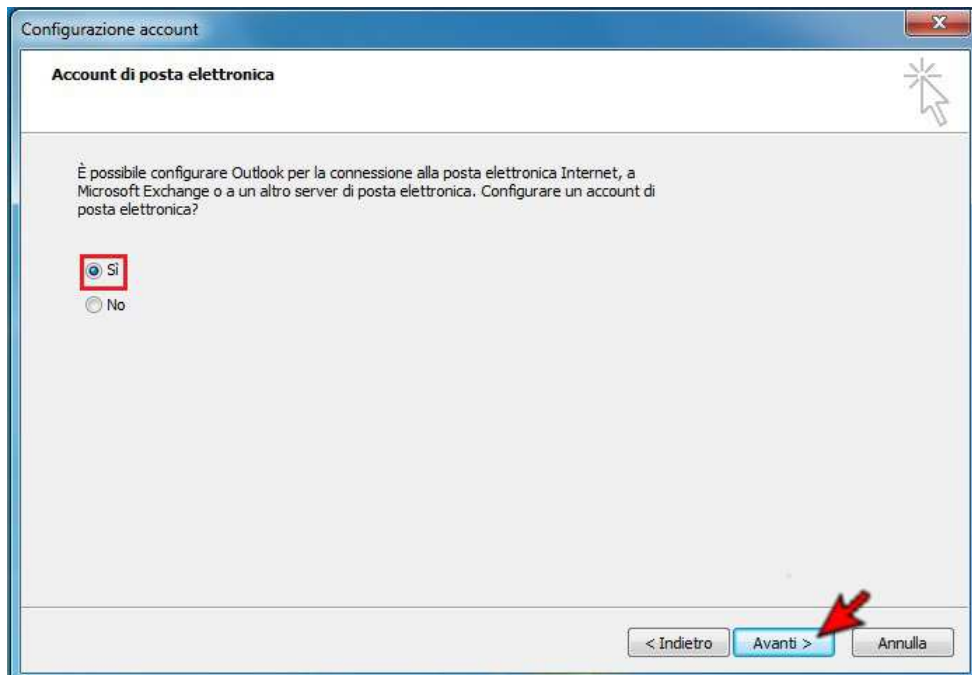 Configurazione account
Account di posta elettronica
È possibile configurare Outlook per la connessione alla posta elettronica Internet, a
Microsoft Exchange o a un altro server di posta elettronica. Configurare un account di
posta elettronica?
Sì
No
< Indietro
Avanti >
Annulla